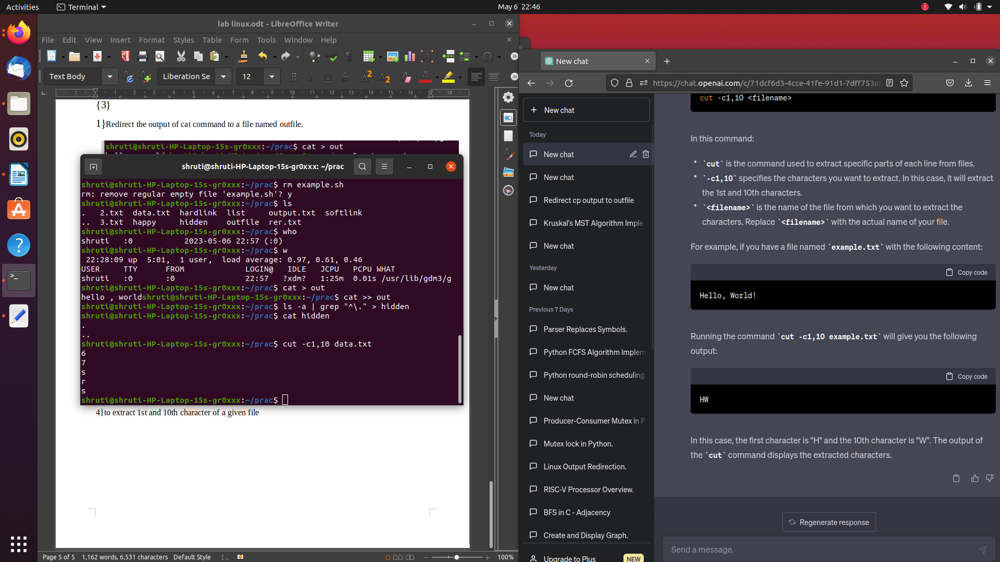 Activities
Terminal
May 6 22:46
lab linux.odt - LibreOffice Writer
File Edit View Insert Format Styles Table Form Tools Window Help
Text Body
Liberation Se
12
{3}
1}Redirect the output of cat command to a file named outfile.
shruti@shruti-HP-Laptop-15s-gr0xxx:~/prac$ cat > out
shruti@shruti-HP-Laptop-15s-gr0xxx: ~/prac
shruti@shruti-HP-Laptop-15s-gr0xxx:~/prac$ rm example.sh
rm: remove regular empty file 'example.sh'? y
shruti@shruti-HP-Laptop-15s-gr0xxx:~/prac$ ls
. 2.txt data.txt hardlink list output.txt softlink
.. 3.txt happy hidden outfile rer.txt
shruti@shruti-HP-Laptop-15s-gr0xxx:~/prac$ who
shruti :0 2023-05-06 22:57 (:0)
shruti@shruti-HP-Laptop-15s-gr0xxx:~/prac$ w
22:28:09 up 5:01, 1 user, load average: 0.97, 0.61, 0.46
USER TTY FROM LOGIN@ IDLE JCPU PCPU WHAT
shruti :0 :0 22:57 ?xdm? 1:25m 0.01s /usr/lib/gdm3/g
shruti@shruti-HP-Laptop-15s-gr0xxx:~/prac$ cat > out
hello , worldshruti@shruti-HP-Laptop-15s-gr0xxx:~/prac$ cat >> out
shruti@shruti-HP-Laptop-15s-gr0xxx:~/prac$ ls -a | grep "^\." > hidden
shruti@shruti-HP-Laptop-15s-gr0xxx:~/prac$ cat hidden
.
..
shruti@shruti-HP-Laptop-15s-gr0xxx:~/prac$ cut -c1,10 data.txt
6
7
s
r
s
shruti@shruti-HP-Laptop-15s-gr0xxx:~/prac$
4}to extract 1st and 10th character of a given file
Page 5 of 5 1,162 words, 6,531 characters Default Style 100%
New chat
https://chat.openai.com/c/71dcf6d3-4cce-41fe-91d1-7dff753a
New chat
Today
New chat
New chat
Redirect cp output to outfile
Kruskal's MST Algorithm Imple
New chat
Yesterday
New chat
Previous 7 Days
Parser Replaces Symbols.
Python FCFS Algorithm Implem
Python round-robin scheduling.
New chat
Producer-Consumer Mutex in P
Mutex lock in Python.
Linux Output Redirection.
RISC-V Processor Overview.
BFS in C - Adjacency
Create and Display Graph.
Upgrade to Plus NEW
cut -c1,10 <filename>
In this command:
• `cut` is the command used to extract specific parts of each line from files.
• `-c1,10` specifies the characters you want to extract. In this case, it will extract
the 1st and 10th characters.
• `<filename>` is the name of the file from which you want to extract the
characters. Replace `<filename>` with the actual name of your file.
For example, if you have a file named `example.txt` with the following content:
Copy code
Hello, World!
Running the command `cut -c1,10 example.txt` will give you the following
output:
Copy code
HW
In this case, the first character is "H" and the 10th character is "W". The output of
the `cut` command displays the extracted characters.
Regenerate response
Send a message.